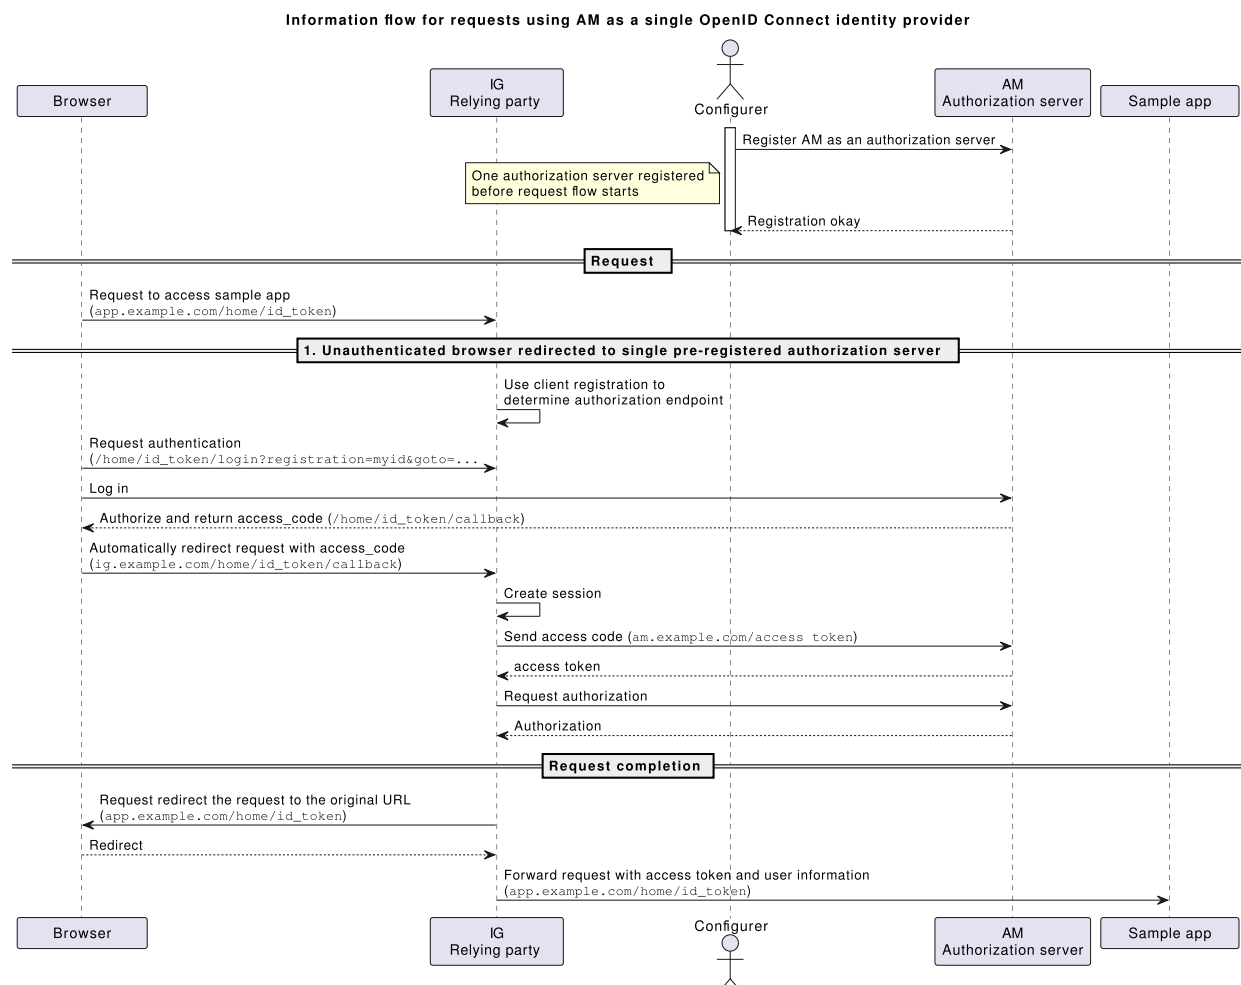 Information flow for requests using AM as a single OpenID Connect identity provider
Browser
IG
Relying party
Configurer
AM
Authorization server
Sample app
Register AM as an authorization server
One authorization server registered
before request flow starts
Registration okay
Request
Request to access sample app
(app.example.com/home/id_token)
1. Unauthenticated browser redirected to single pre-registered authorization server
Use client registration to
determine authorization endpoint
Request authentication
(/home/id_token/login?registration=myid&goto=...
Log in
Authorize and return access_code (/home/id_token/callback)
Automatically redirect request with access_code
(ig.example.com/home/id_token/callback)
Create session
Send access code (am.example.com/access_token)
access token
Request authorization
Authorization
Request completion
Request redirect the request to the original URL
(app.example.com/home/id_token)
Redirect
Forward request with access token and user information
(app.example.com/home/id_token)
Browser
IG
Relying party
Configurer
AM
Authorization server
Sample app